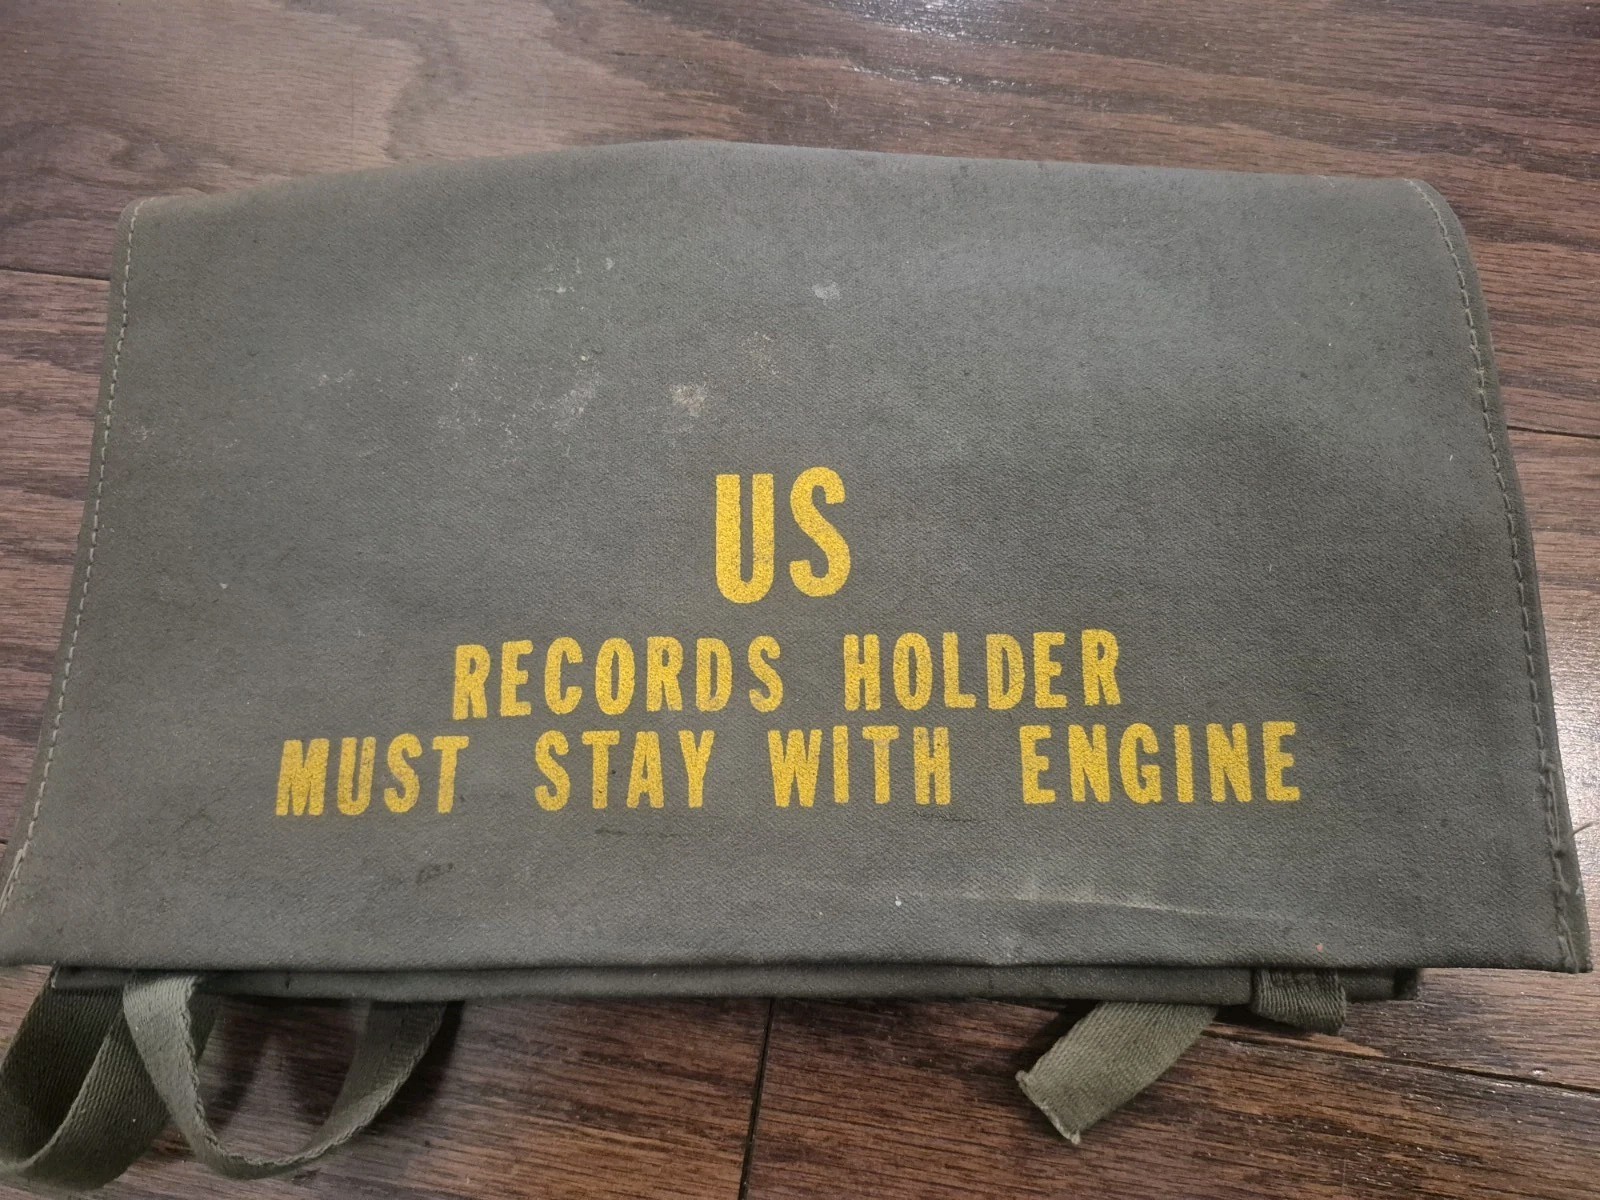 US
RECORDS HOLDER
MUST STAY WITH ENGINE